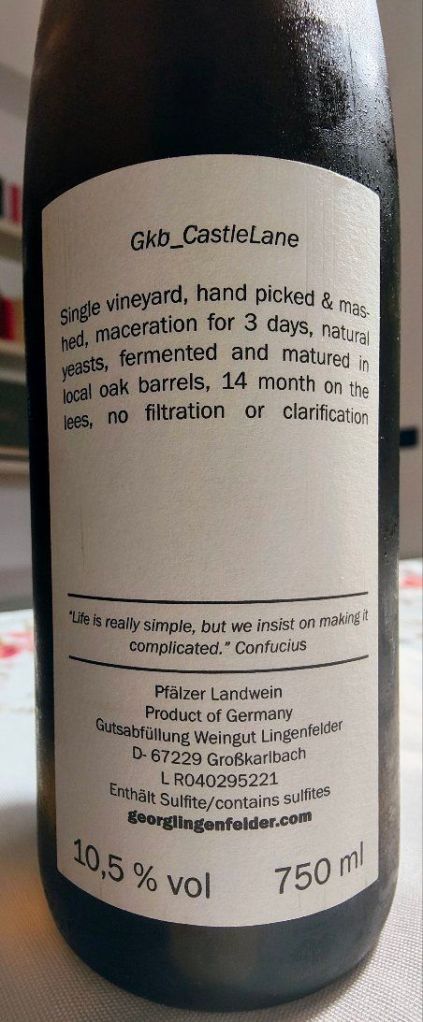 Gkb_CastleLane
Single vineyard, hand picked & mas-
hed, maceration for 3 days, natural
yeasts, fermented and matured in
local oak barrels, 14 month on the
lees, no filtration or clarification
"Life is really simple, but we insist on making it
complicated." Confucius
Pfälzer Landwein
Product of Germany
Gutsabfüllung Weingut Lingenfelder
D- 67229 Großkarlbach
L R040295221
Enthält Sulfite/contains sulfites
georglingenfelder.com
10,5 % vol 750 ml